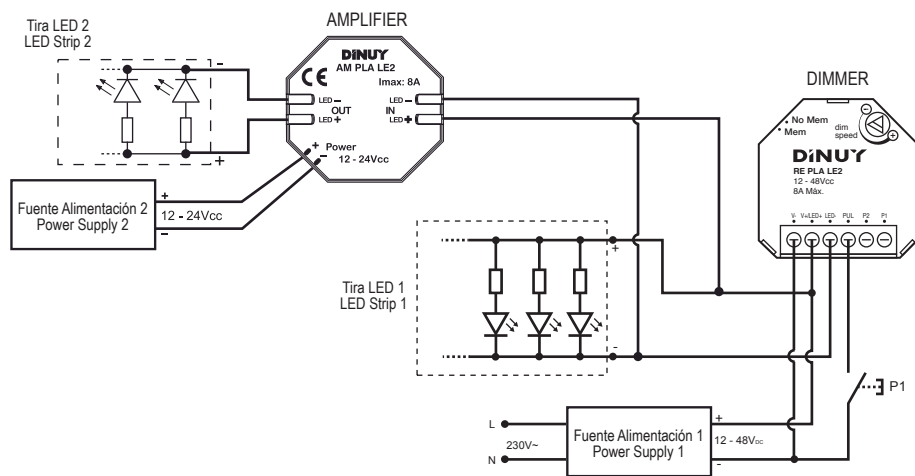 AMPLIFIER
Tira LED 2
LED Strip 2
-
+
DINUY
AM PLA LE2
CE
Imax: 8A
LED -
LED +
OUT
IN
LED -
LED +
+
-
Power
12 - 24Vcc
Fuente Alimentación 2
Power Supply 2
+
12 - 24Vcc
-
DIMMER
No Mem
Mem
dim
speed
-
+
DINUY
RE PLA LE2
12 - 48Vcc
8A Máx.
V- V+/LED+ LED- PUL P2 P1
Tira LED 1
LED Strip 1
+
-
P1
L
230V~
N
Fuente Alimentación 1
Power Supply 1
+
12 - 48VDC
-